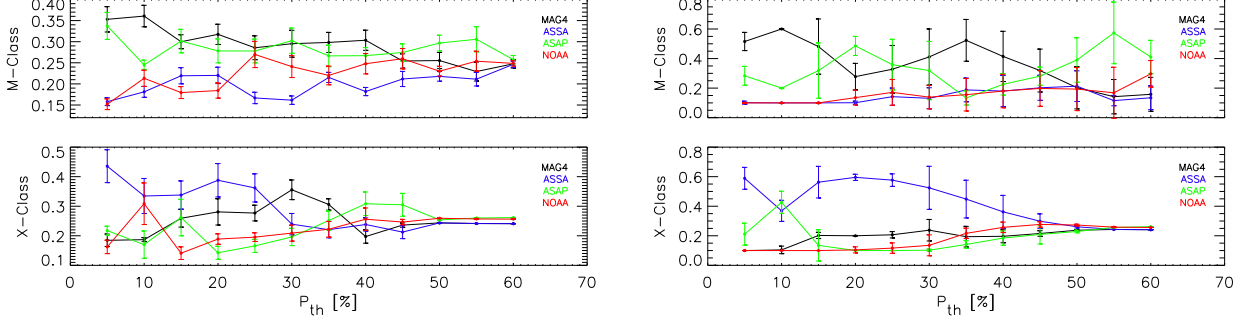 0.40
0.35
0.30
0.25
0.20
0.15
M-Class
MAG4
ASSA
ASAP
NOAA
0.6
0.4
0.2
0.0
M-Class
MAG4
ASSA
ASAP
NOAA
0.5
0.4
0.3
0.2
0.1
X-Class
MAG4
ASSA
ASAP
NOAA
0 10 20 30 40 50 60 70
Pth [%]
0.8
0.6
0.4
0.2
0.0
X-Class
MAG4
ASSA
ASAP
NOAA
0 10 20 30 40 50 60 70
Pth [%]